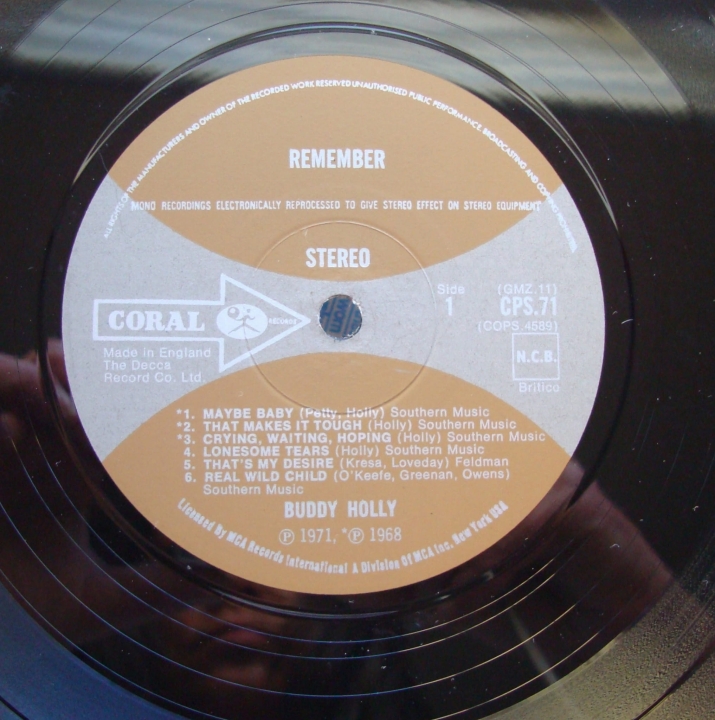 ALL RIGHTS OF THE MANUFACTURERS AND OWNER OF THE RECORDED WORK RESERVED UNAUTHORISED PUBLIC PERFORMANCE BROADCASTING AND COPYING PROHIBITED
REMEMBER
MONO RECORDINGS ELECTRONICALLY REPROCESSED TO GIVE STEREO EFFECT ON STEREO EQUIPMENT
STEREO
CORAL RECORDS
Made in England
The Decca
Record Co. Ltd.
Side
1
(GMZ.11)
CPS.71
(COPS.4589)
N.C.B.
Britico
*1. MAYBE BABY (Petty, Holly) Southern Music
*2. THAT MAKES IT TOUGH (Holly) Southern Music
*3. CRYING, WAITING, HOPING (Holly) Southern Music
4. LONESOME TEARS (Holly) Southern Music
5. THAT'S MY DESIRE (Kresa, Loveday) Feldman
6. REAL WILD CHILD (O'Keefe, Greenan, Owens)
Southern Music
BUDDY HOLLY
℗ 1971, *℗ 1968
Licensed By MCA Records International A Division Of MCA Inc. New York USA